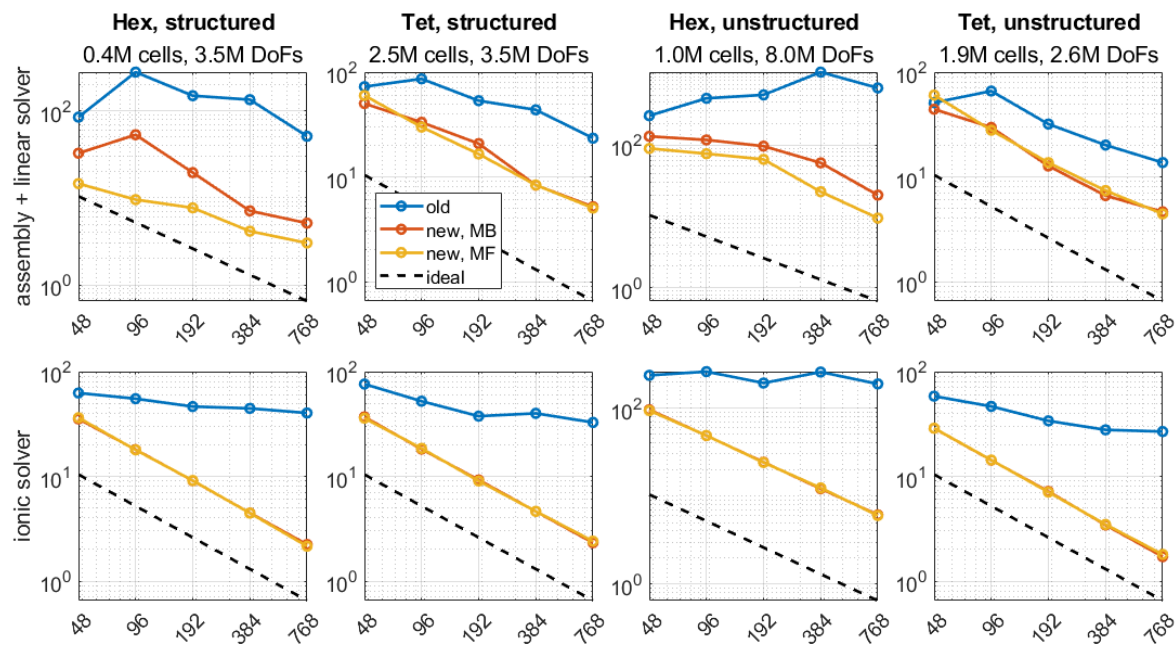 Hex, structured
0.4M cells, 3.5M DoFs
Tet, structured
2.5M cells, 3.5M DoFs
Hex, unstructured
1.0M cells, 8.0M DoFs
Tet, unstructured
1.9M cells, 2.6M DoFs
assembly + linear solver
10^2
10^0
48 96 192 384 768
10^2
10^1
10^0
48 96 192 384 768
old
new, MB
new, MF
ideal
10^2
10^0
48 96 192 384 768
10^2
10^1
10^0
48 96 192 384 768
ionic solver
10^2
10^1
10^0
48 96 192 384 768
10^2
10^1
10^0
48 96 192 384 768
10^2
10^0
48 96 192 384 768
10^2
10^1
10^0
48 96 192 384 768